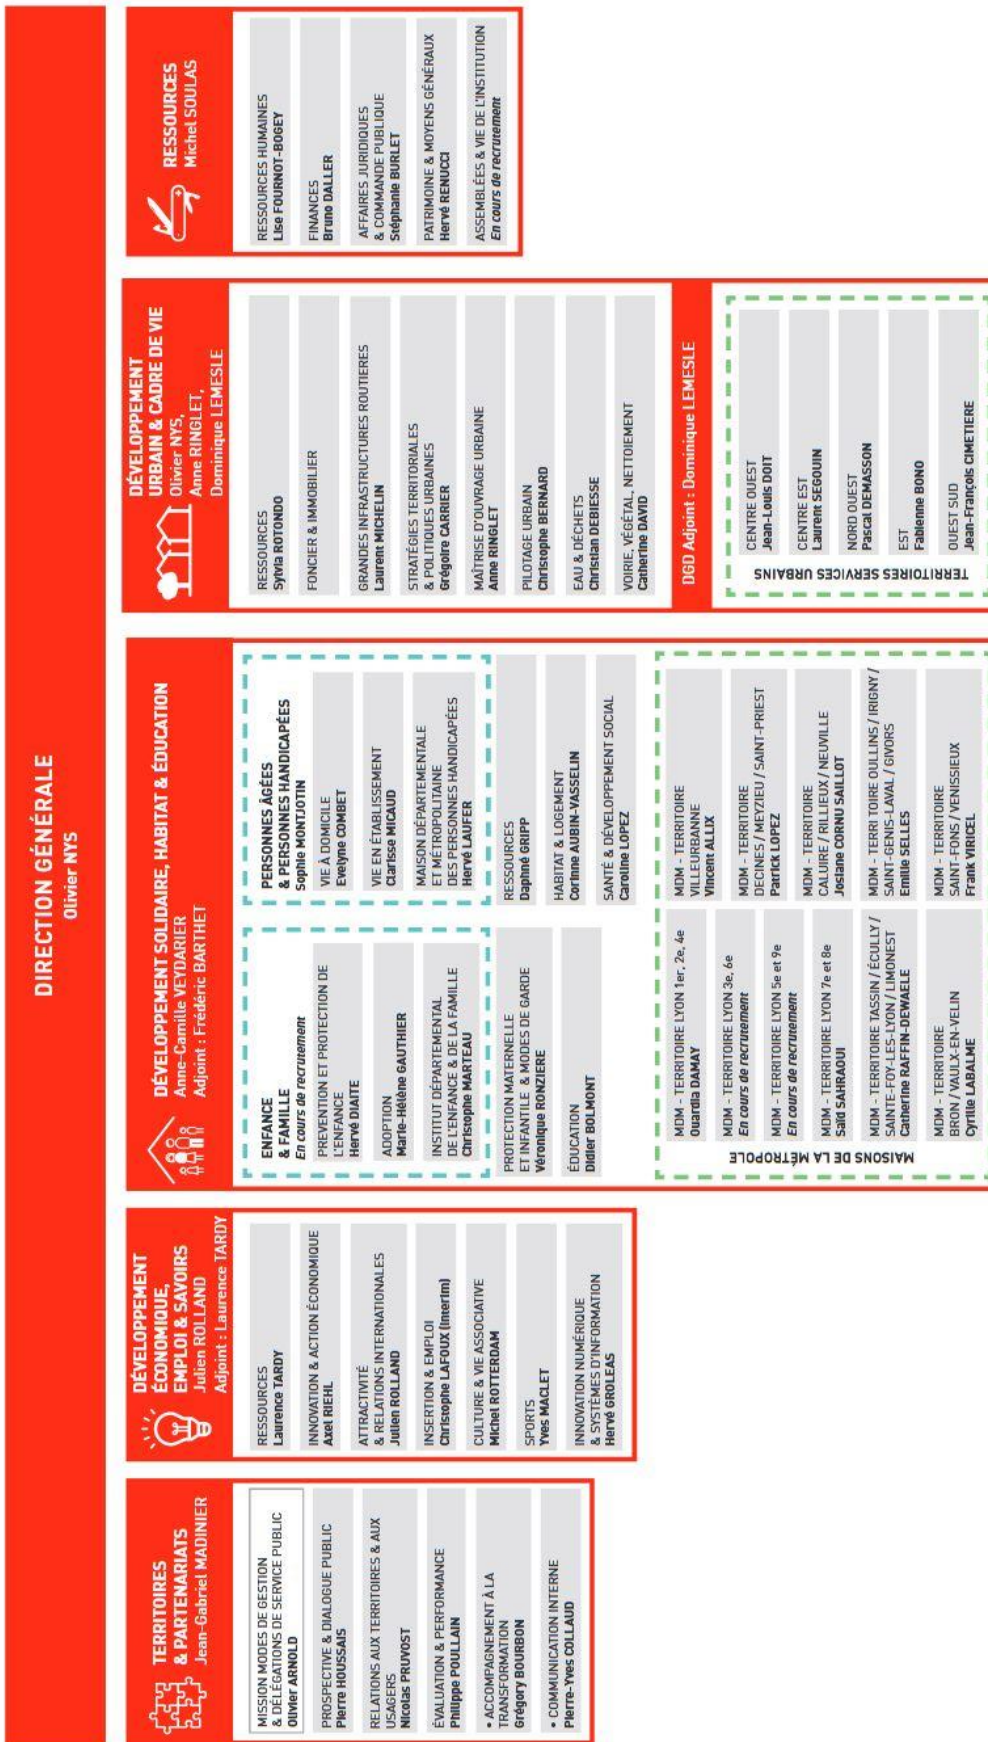 DIRECTION GÉNÉRALE
Olivier NYS
TERRITOIRES
& PARTENARIATS
Jean-Gabriel MADINIER
MISSION MODES DE GESTION
& DÉLÉGATIONS DE SERVICE PUBLIC
Olivier ARNOLD
PROSPECTIVE & DIALOGUE PUBLIC
Pierre HOUSSAIS
RELATIONS AUX TERRITOIRES & AUX
USAGERS
Nicolas PRUVOST
ÉVALUATION & PERFORMANCE
Philippe POULLAIN
• ACCOMPAGNEMENT À LA
TRANSFORMATION
Grégory BOURBON
• COMMUNICATION INTERNE
Pierre-Yves COLLAUD
DÉVELOPPEMENT
ÉCONOMIQUE,
EMPLOI & SAVOIRS
Julien ROLLAND
Adjoint : Laurence TARDY
RESSOURCES
Laurence TARDY
INNOVATION & ACTION ÉCONOMIQUE
Axel RIEHL
ATTRACTIVITÉ
& RELATIONS INTERNATIONALES
Julien ROLLAND
INSERTION & EMPLOI
Christophe LAFOUX (Interim)
CULTURE & VIE ASSOCIATIVE
Michel ROTTERDAM
SPORTS
Yves MACLET
INNOVATION NUMÉRIQUE
& SYSTÈMES D'INFORMATION
Hervé GROLEAS
DÉVELOPPEMENT SOLIDAIRE, HABITAT & ÉDUCATION
Anne-Camille VEYDARIER
Adjoint : Frédéric BARTHET
ENFANCE
& FAMILLE
En cours de recrutement
PREVENTION ET PROTECTION DE
L'ENFANCE
Hervé DIAITE
ADOPTION
Marie-Hélène GAUTHIER
INSTITUT DÉPARTEMENTAL
DE L'ENFANCE & DE LA FAMILLE
Christophe MARTEAU
PROTECTION MATERNELLE
ET INFANTILE & MODES DE GARDE
Véronique RONZIERE
ÉDUCATION
Didier BOLMONT
PERSONNES ÂGÉES
& PERSONNES HANDICAPÉES
Sophie MONTJOTIN
VIE À DOMICILE
Evelyne COMBET
VIE EN ÉTABLISSEMENT
Clarisse MICAUD
MAISON DÉPARTEMENTALE
ET MÉTROPOLITAINE
DES PERSONNES HANDICAPÉES
Hervé LAUFER
RESSOURCES
Daphné GRIPP
HABITAT & LOGEMENT
Corinne AUBIN-VASSELIN
SANTÉ & DÉVELOPPEMENT SOCIAL
Caroline LOPEZ
MAISONS DE LA MÉTROPOLE
MDM - TERRITOIRE LYON 1er, 2e, 4e
Ouardia DAMAY
MDM - TERRITOIRE LYON 3e, 6e
En cours de recrutement
MDM - TERRITOIRE LYON 5e et 9e
En cours de recrutement
MDM - TERRITOIRE LYON 7e et 8e
Saïd SAHRAOUI
MDM - TERRITOIRE TASSIN / ÉCULLY /
SAINTE-FOY-LES-LYON / LIMONEST
Catherine RAFFIN-DEWAELE
MDM - TERRITOIRE
BRON / VAULX-EN-VELIN
Cyrille LABALME
MDM - TERRITOIRE
VILLEURBANNE
Vincent ALLIX
MDM - TERRITOIRE
DECINES / MEYZIEU / SAINT-PRIEST
Patrick LOPEZ
MDM - TERRITOIRE
CALUIRE / RILLIEUX / NEUVILLE
Josiane CORNU SAILLOT
MDM - TERRI TOIRE OULLINS / IRIGNY /
SAINT-GENIS-LAVAL / GIVORS
Emilie SELLES
MDM - TERRITOIRE
SAINT-FONS / VENISSIEUX
Frank VIRICEL
DÉVELOPPEMENT
URBAIN & CADRE DE VIE
Olivier NYS,
Anne RINGLET,
Dominique LEMESLE
RESSOURCES
Sylvia ROTONDO
FONCIER & IMMOBILIER
GRANDES INFRASTRUCTURES ROUTIERES
Laurent MICHELIN
STRATÉGIES TERRITORIALES
& POLITIQUES URBAINES
Grégoire CARRIER
MAÎTRISE D'OUVRAGE URBAINE
Anne RINGLET
PILOTAGE URBAIN
Christophe BERNARD
EAU & DÉCHETS
Christian DEBIESSE
VOIRIE, VÉGÉTAL, NETTOIEMENT
Catherine DAVID
DGD Adjoint : Dominique LEMESLE
TERRITOIRES SERVICES URBAINS
CENTRE OUEST
Jean-Louis DOIT
CENTRE EST
Laurent SEGOUIN
NORD OUEST
Pascal DEMASSON
EST
Fabienne BONO
OUEST SUD
Jean-François CIMETIERE
RESSOURCES
Michel SOULAS
RESSOURCES HUMAINES
Lise FOURNOT-BOGEY
FINANCES
Bruno DALLER
AFFAIRES JURIDIQUES
& COMMANDE PUBLIQUE
Stéphanie BURLET
PATRIMOINE & MOYENS GÉNÉRAUX
Hervé RENUCCI
ASSEMBLÉES & VIE DE L'INSTITUTION
En cours de recrutement